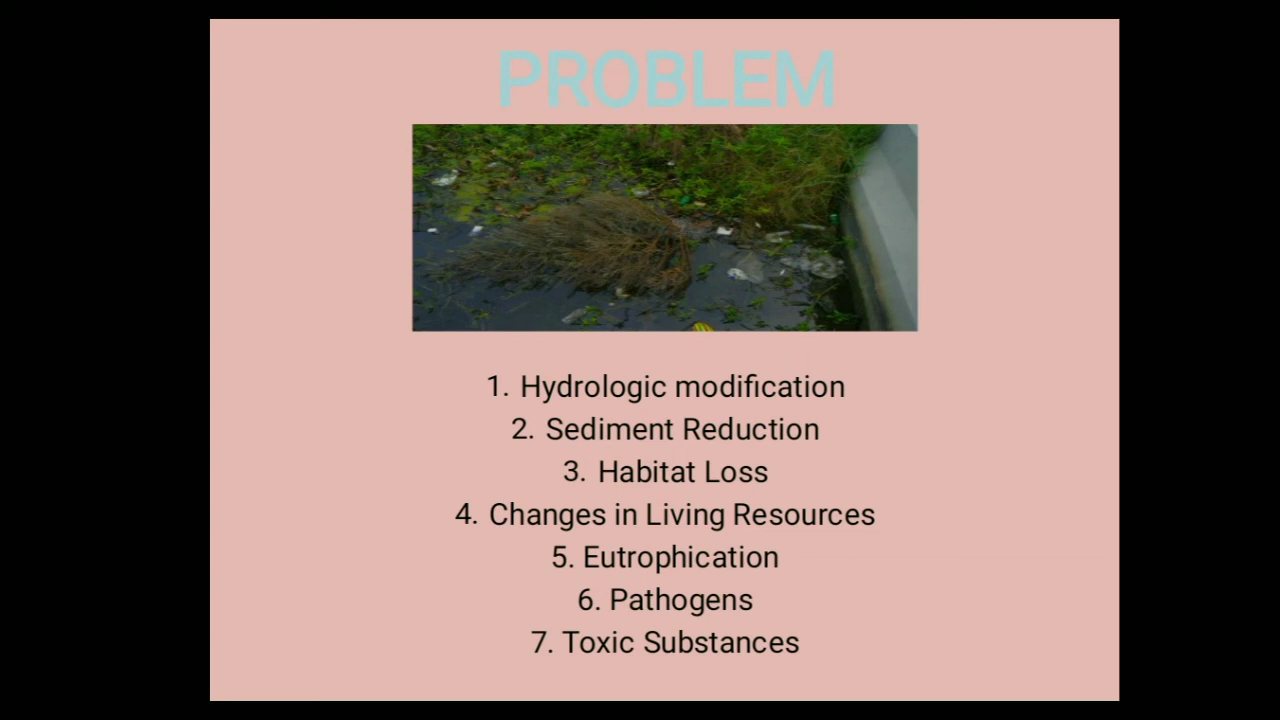 PROBLEM
1. Hydrologic modification
2. Sediment Reduction
3. Habitat Loss
4. Changes in Living Resources
5. Eutrophication
6. Pathogens
7. Toxic Substances